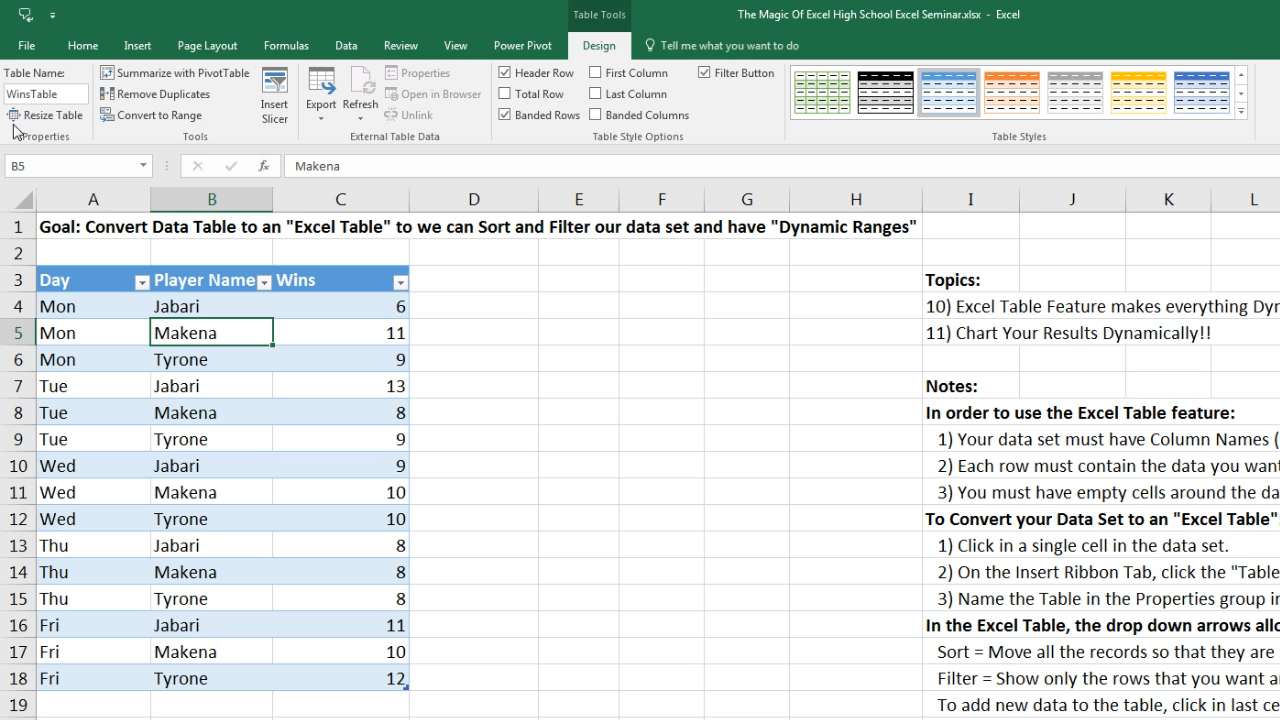 Table Tools
The Magic Of Excel High School Excel Seminar.xlsx - Excel
File Home Insert Page Layout Formulas Data Review View Power Pivot Design Tell me what you want to do
Table Name:
WinsTable
Resize Table
Properties
Summarize with PivotTable
Remove Duplicates
Convert to Range
Tools
Insert
Slicer
Export
Refresh
Properties
Open in Browser
Unlink
External Table Data
Header Row First Column Filter Button
Total Row Last Column
Banded Rows Banded Columns
Table Style Options
Table Styles
B5 fx Makena
A B C D E F G H I J K L
1 Goal: Convert Data Table to an "Excel Table" to we can Sort and Filter our data set and have "Dynamic Ranges"
2
3 Day Player Name Wins Topics:
4 Mon Jabari 6 10) Excel Table Feature makes everything Dyr
5 Mon Makena 11 11) Chart Your Results Dynamically!!
6 Mon Tyrone 9
7 Tue Jabari 13 Notes:
8 Tue Makena 8 In order to use the Excel Table feature:
9 Tue Tyrone 9 1) Your data set must have Column Names (
10 Wed Jabari 9 2) Each row must contain the data you want
11 Wed Makena 10 3) You must have empty cells around the da
12 Wed Tyrone 10 To Convert your Data Set to an "Excel Table"
13 Thu Jabari 8 1) Click in a single cell in the data set.
14 Thu Makena 8 2) On the Insert Ribbon Tab, click the "Table
15 Thu Tyrone 8 3) Name the Table in the Properties group in
16 Fri Jabari 11 In the Excel Table, the drop down arrows allo
17 Fri Makena 10 Sort = Move all the records so that they are
18 Fri Tyrone 12 Filter = Show only the rows that you want a
19 To add new data to the table, click in last ce